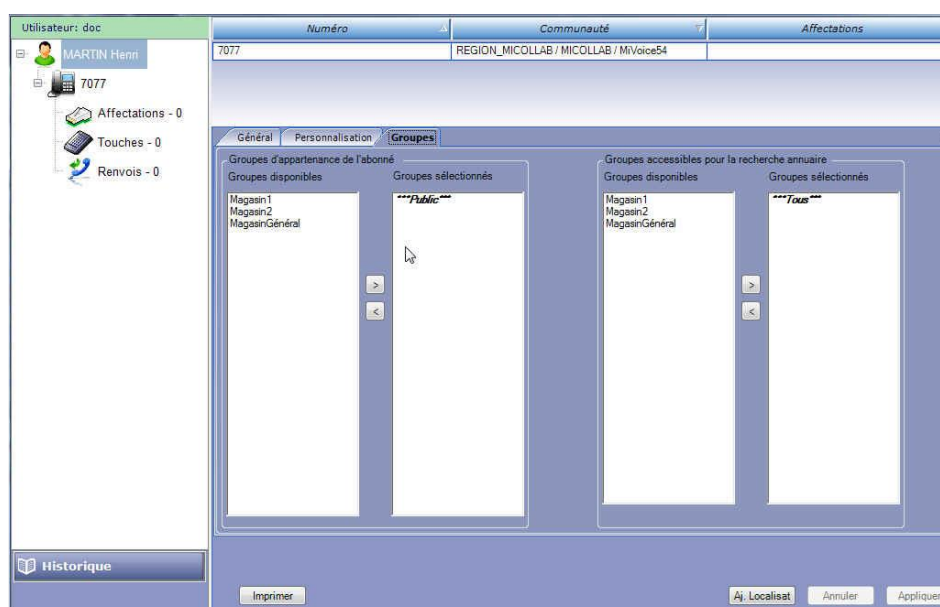 Utilisateur: doc
MARTIN Henri
7077
Affectations - 0
Touches - 0
Renvois - 0
Historique
Numéro Communauté Affectations
7077 REGION_MICOLLAB / MICOLLAB / MiVoice54
Général Personnalisation Groupes
Groupes d'appartenance de l'abonné
Groupes disponibles Groupes sélectionnés
Magasin1 ***Public***
Magasin2
MagasinGénéral
>
<
Groupes accessibles pour la recherche annuaire
Groupes disponibles Groupes sélectionnés
Magasin1 ***Tous***
Magasin2
MagasinGénéral
>
<
Imprimer Aj. Localisat Annuler Appliquer